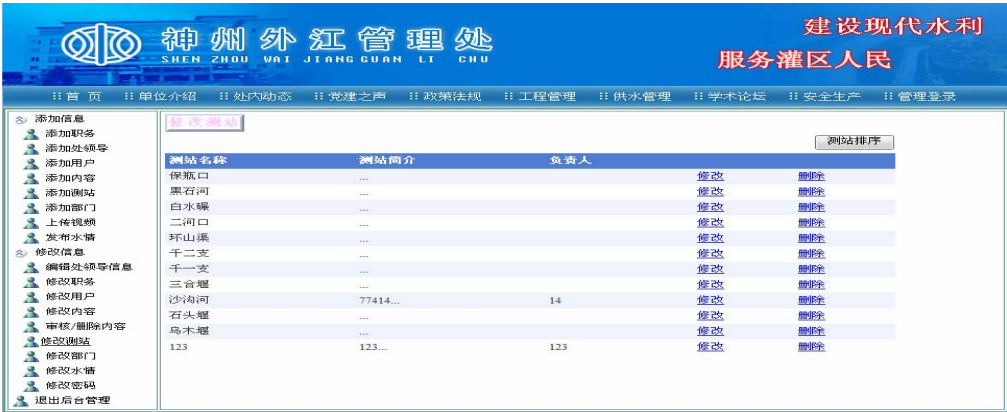 神州外江管理处
SHEN ZHOU WAI JIANG GUAN LI CHU
建设现代水利
服务灌区人民
首 页 单位介绍 处内动态 党建之声 政策法规 工程管理 供水管理 学术论坛 安全生产 管理登录
添加信息
添加职务
添加处领导
添加用户
添加内容
添加测站
添加部门
上传视频
发布水情
修改信息
编辑处领导信息
修改职务
修改用户
修改内容
审核/删除内容
修改测站
修改部门
修改水情
修改密码
退出后台管理
修改测站
测站排序
测站名称 测站简介 负责人
保瓶口 ... 修改 删除
黑石河 ... 修改 删除
白水碾 ... 修改 删除
二河口 ... 修改 删除
环山渠 ... 修改 删除
干二支 ... 修改 删除
干一支 ... 修改 删除
三合堰 ... 修改 删除
沙沟河 77414... 14 修改 删除
石头堰 ... 修改 删除
乌木堰 ... 修改 删除
123 123... 123 修改 删除